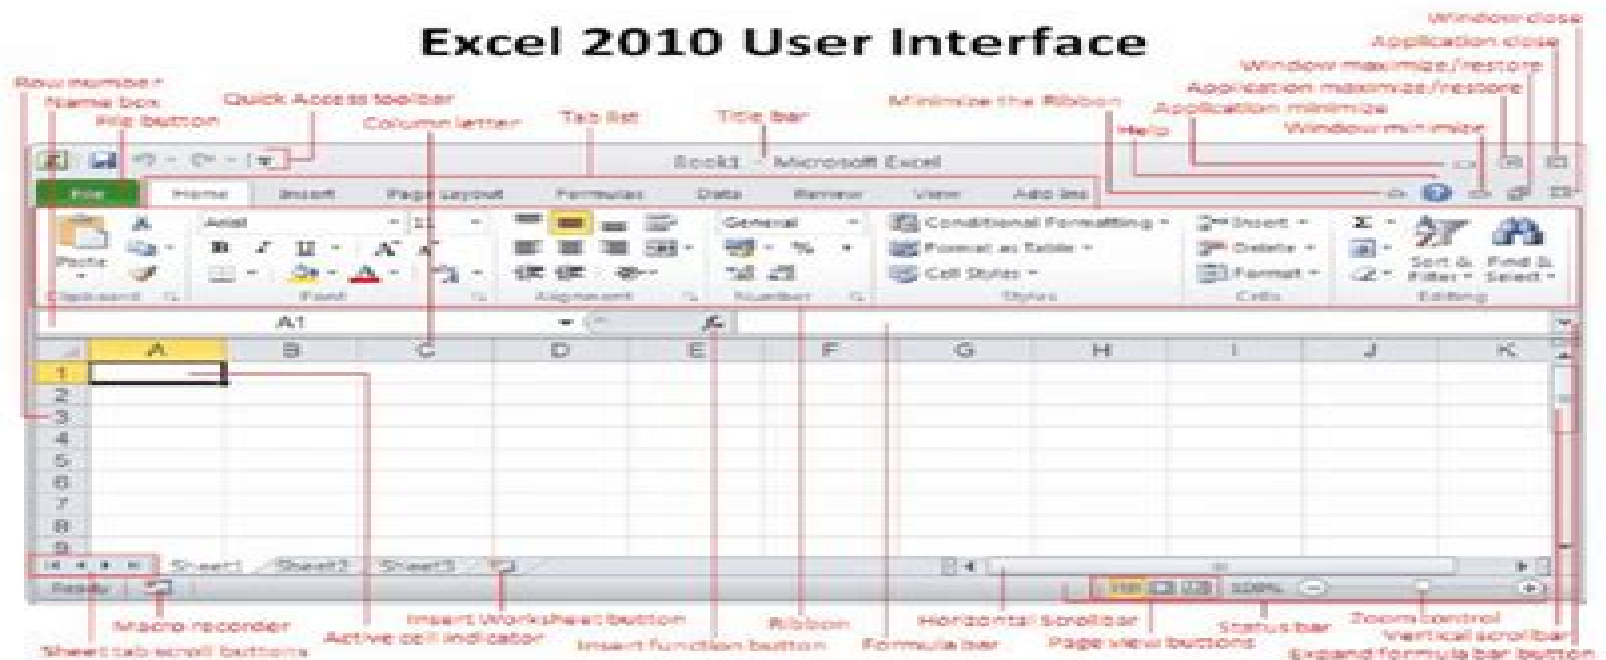 Excel 2010 User Interface
Window close
Application close
Window maximize/restore
Application maximize/restore
Application minimize
Window minimize
Row number
Name box
File button
Quick Access toolbar
Column letter
Tab list
Title bar
Minimize the Ribbon
Help
Book1 - Microsoft Excel
File Home Insert Page Layout Formulas Data Review View Add-Ins
Arial 11 General Conditional Formatting Insert Σ
Paste B I U A A % Format as Table Delete
Cell Styles Format Sort & Filter Find & Select
Clipboard Font Alignment Number Styles Cells Editing
A1 fx
A B C D E F G H I J K
1
2
3
4
5
6
7
8
9
Sheet1 Sheet2 Sheet3
Ready 100%
Macro recorder
Sheet tab scroll buttons
Active cell indicator
Insert Worksheet button
Insert function button
Ribbon
Formula bar
Horizontal scrollbar
Page view buttons
Status bar
Zoom control
Vertical scrollbar
Expand formula bar button